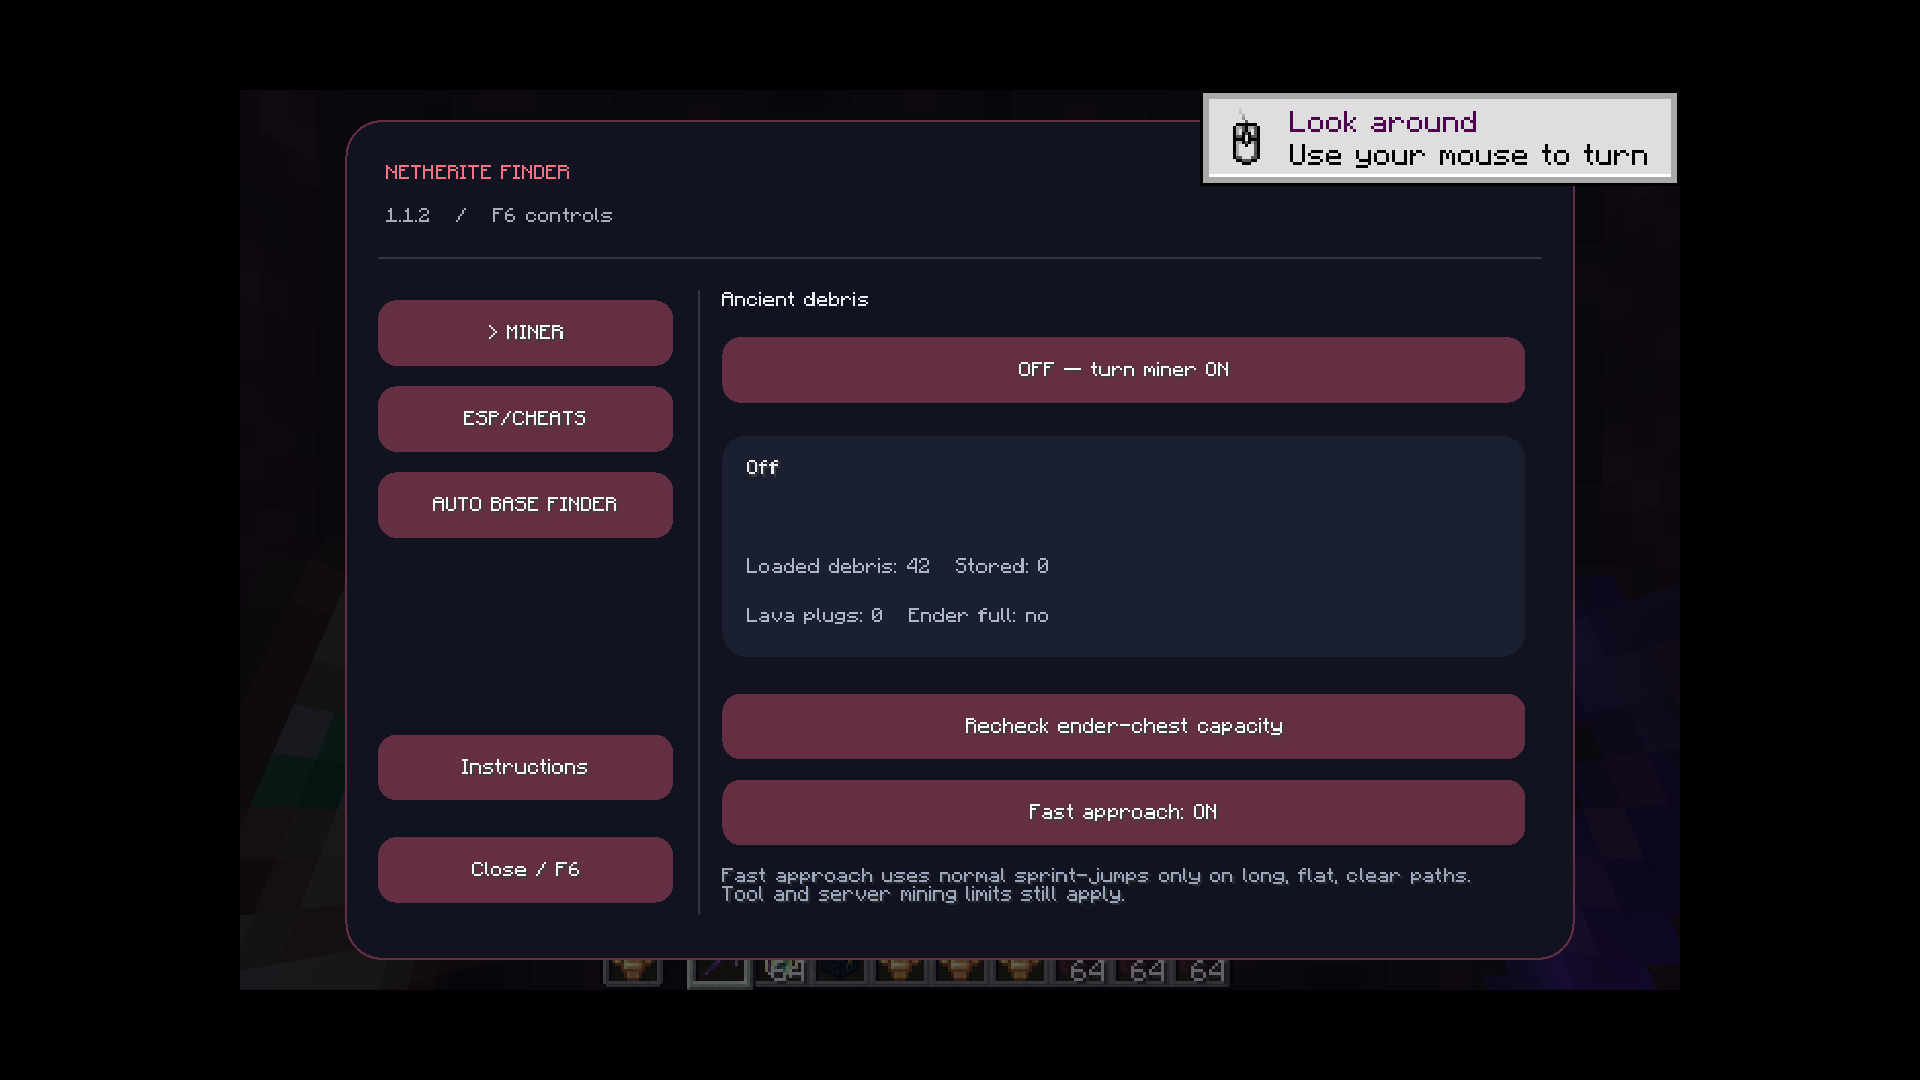 Look around
Use your mouse to turn
NETHERITE FINDER
1.1.2 / F6 controls
> MINER
ESP/CHEATS
AUTO BASE FINDER
Instructions
Close / F6
Ancient debris
OFF — turn miner ON
Off
Loaded debris: 42 Stored: 0
Lava plugs: 0 Ender full: no
Recheck ender-chest capacity
Fast approach: ON
Fast approach uses normal sprint-jumps only on long, flat, clear paths.
Tool and server mining limits still apply.
64 64 64 64